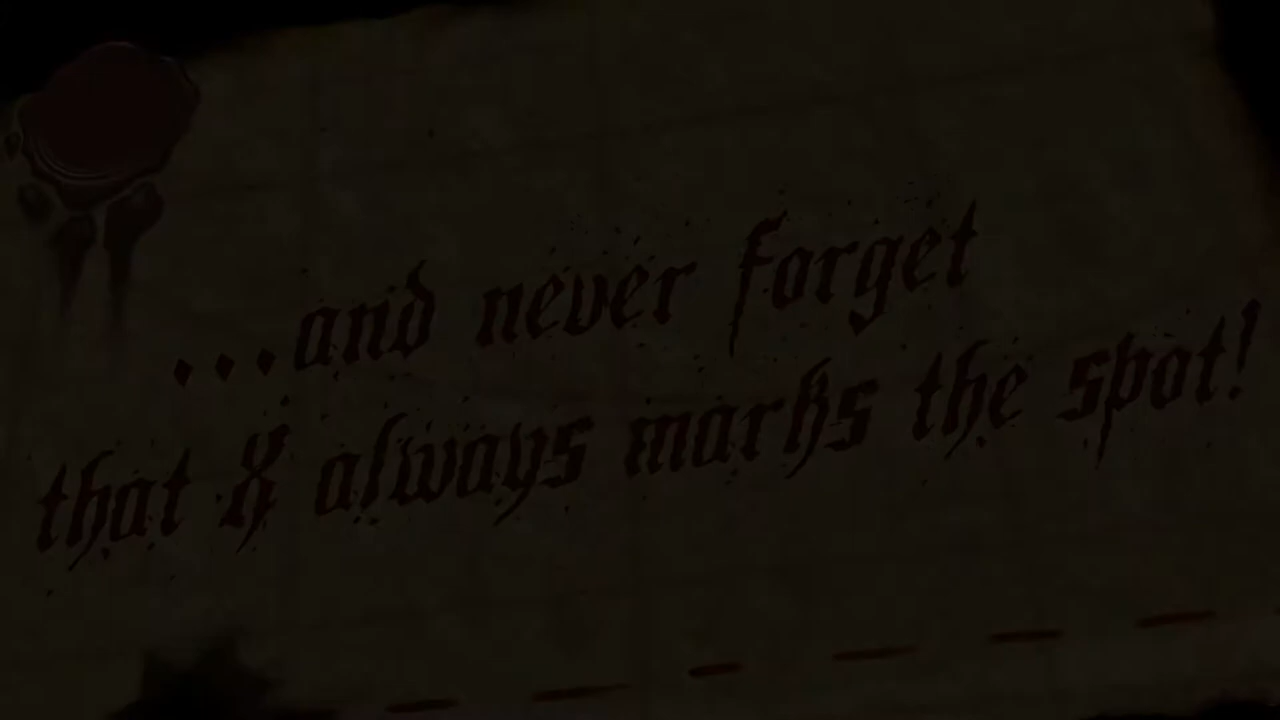 ...and never forget
that X always marks the spot!